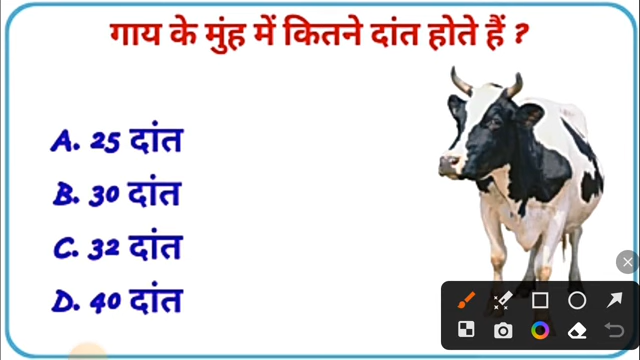 गाय के मुंह में कितने दांत होते हैं ?
A. 25 दांत
B. 30 दांत
C. 32 दांत
D. 40 दांत